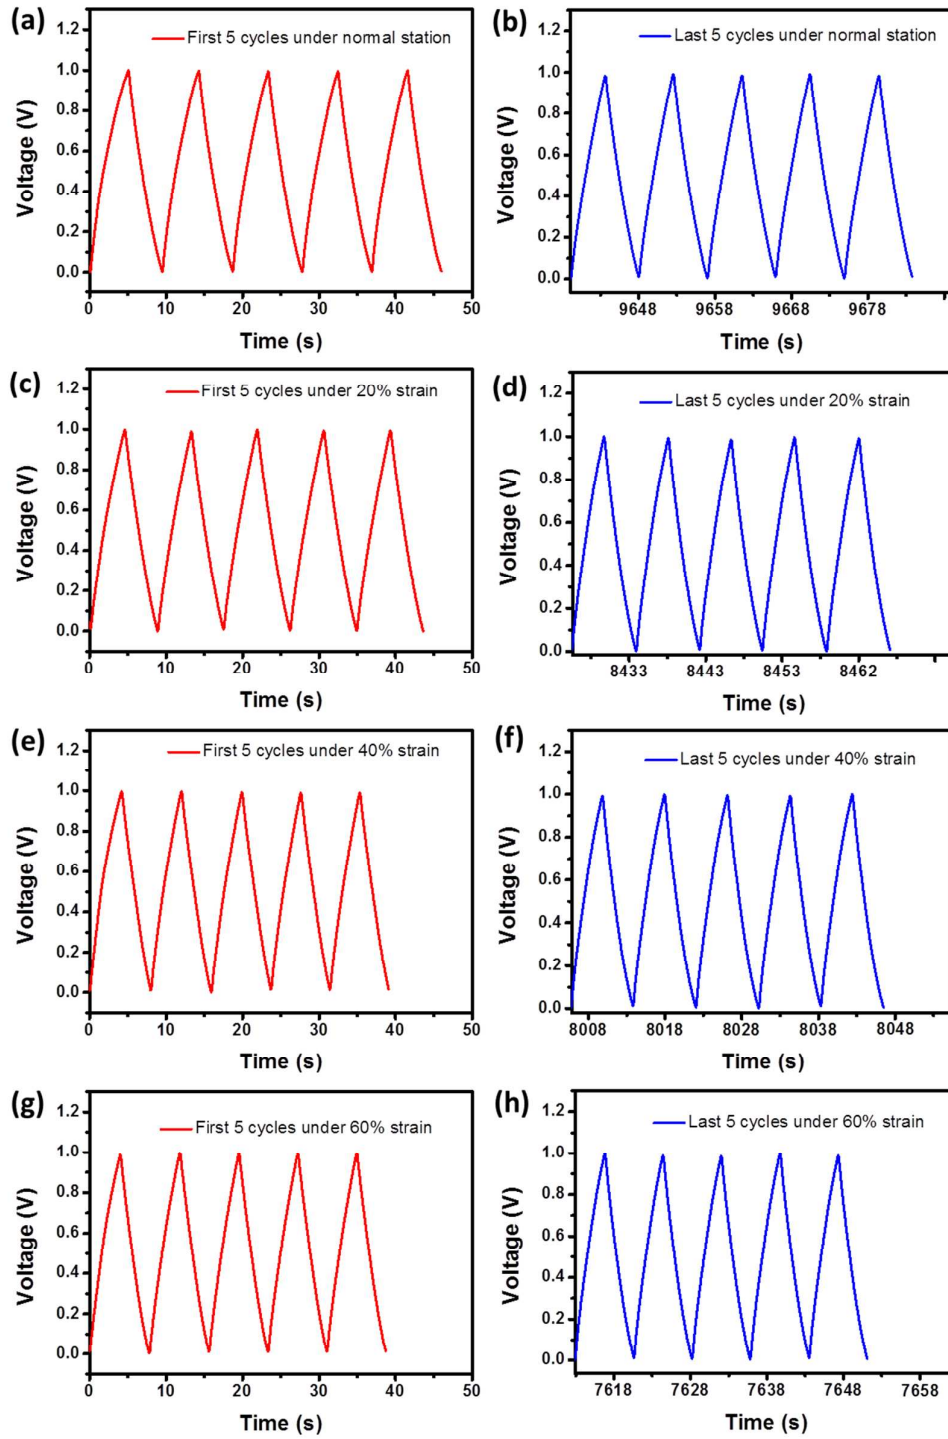 (a)
First 5 cycles under normal station
Voltage (V)
1.2
1.0
0.8
0.6
0.4
0.2
0.0
0 10 20 30 40 50
Time (s)
(b)
Last 5 cycles under normal station
Voltage (V)
1.2
1.0
0.8
0.6
0.4
0.2
0.0
9648 9658 9668 9678
Time (s)
(c)
First 5 cycles under 20% strain
Voltage (V)
1.2
1.0
0.8
0.6
0.4
0.2
0.0
0 10 20 30 40 50
Time (s)
(d)
Last 5 cycles under 20% strain
Voltage (V)
1.2
1.0
0.8
0.6
0.4
0.2
0.0
8433 8443 8453 8462
Time (s)
(e)
First 5 cycles under 40% strain
Voltage (V)
1.2
1.0
0.8
0.6
0.4
0.2
0.0
0 10 20 30 40 50
Time (s)
(f)
Last 5 cycles under 40% strain
Voltage (V)
1.2
1.0
0.8
0.6
0.4
0.2
0.0
8008 8018 8028 8038 8048
Time (s)
(g)
First 5 cycles under 60% strain
Voltage (V)
1.2
1.0
0.8
0.6
0.4
0.2
0.0
0 10 20 30 40 50
Time (s)
(h)
Last 5 cycles under 60% strain
Voltage (V)
1.2
1.0
0.8
0.6
0.4
0.2
0.0
7618 7628 7638 7648 7658
Time (s)